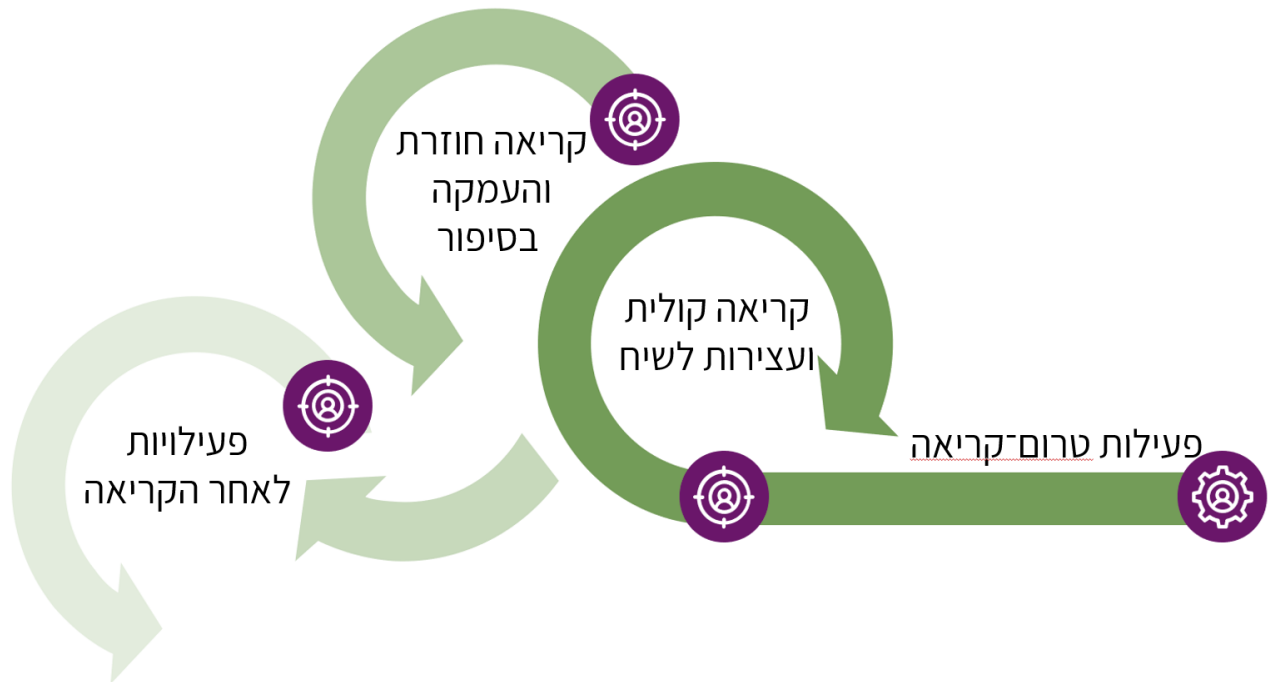 פעילות טרום־קריאה
קריאה קולית
ועצירות לשיח
קריאה חוזרת
והעמקה
בסיפור
פעילויות
לאחר הקריאה